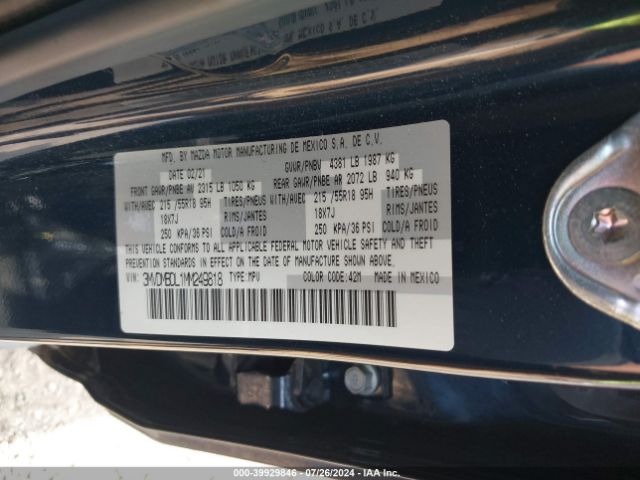 MFD. BY MAZDA MOTOR MANUFACTURING DE MEXICO S.A. DE C.V.
DATE 02/21 GVWR/PNBV 4381 LB 1987 KG
FRONT GAWR/PNBE AV 2315 LB 1050 KG REAR GAWR/PNBE AR 2072 LB 940 KG
WITH/AVEC 215 /55R18 95H TIRES/PNEUS WITH/AVEC 215 /55R18 95H TIRES/PNEUS
18X7J RIMS/JANTES 18X7J RIMS/JANTES
250 KPA/36 PSI COLD/A FROID 250 KPA/36 PSI COLD/A FROID
THIS VEHICLE CONFORMS TO ALL APPLICABLE FEDERAL MOTOR VEHICLE SAFETY AND THEFT
PREVENTION STANDARDS IN EFFECT ON THE DATE OF MANUFACTURE SHOWN ABOVE.
VIN: 3MVDMBDL1MM249818 TYPE MPV COLOR CODE:42M MADE IN MEXICO
000-39929846 - 07/26/2024 - IAA Inc.